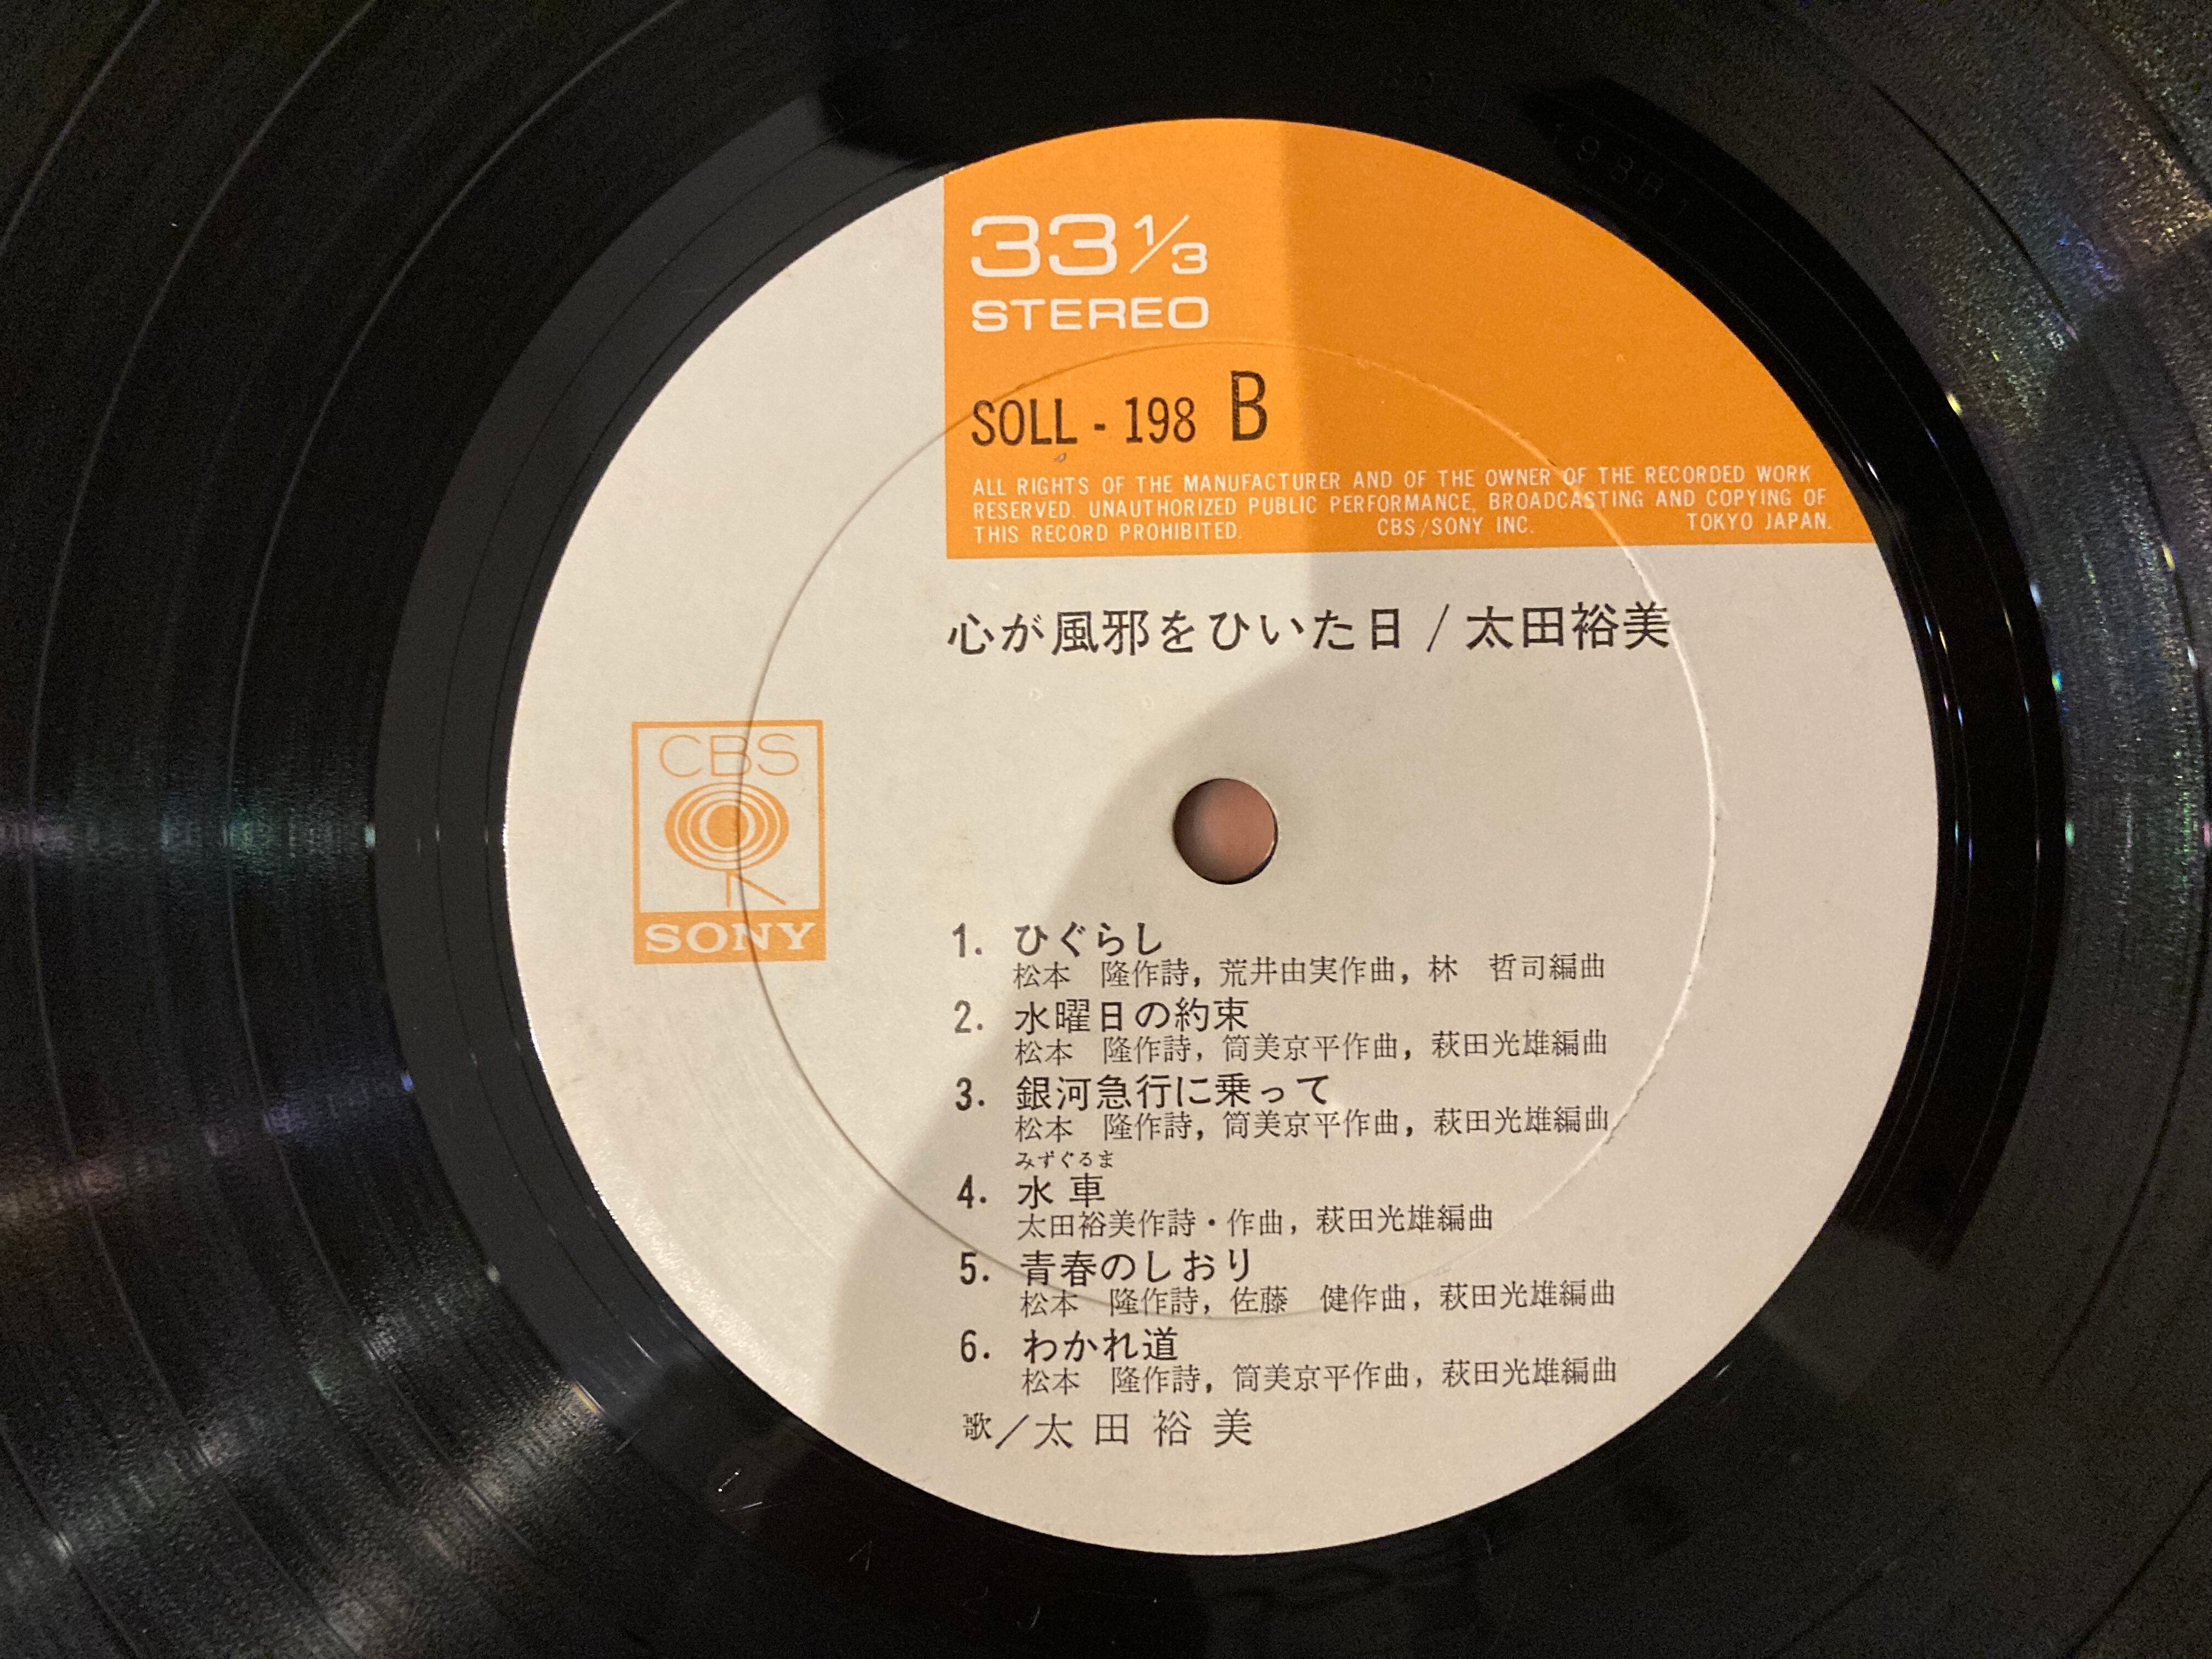 33 1/3
STEREO
SOLL - 198 B
ALL RIGHTS OF THE MANUFACTURER AND OF THE OWNER OF THE RECORDED WORK
RESERVED. UNAUTHORIZED PUBLIC PERFORMANCE, BROADCASTING AND COPYING OF
THIS RECORD PROHIBITED. CBS/SONY INC. TOKYO JAPAN.
心が風邪をひいた日/太田裕美
CBS
SONY
1. ひぐらし
松本 隆作詩, 荒井由実作曲, 林 哲司編曲
2. 水曜日の約束
松本 隆作詩, 筒美京平作曲, 萩田光雄編曲
3. 銀河急行に乗って
松本 隆作詩, 筒美京平作曲, 萩田光雄編曲
みずぐるま
4. 水車
太田裕美作詩・作曲, 萩田光雄編曲
5. 青春のしおり
松本 隆作詩, 佐藤 健作曲, 萩田光雄編曲
6. わかれ道
松本 隆作詩, 筒美京平作曲, 萩田光雄編曲
歌/太田裕美